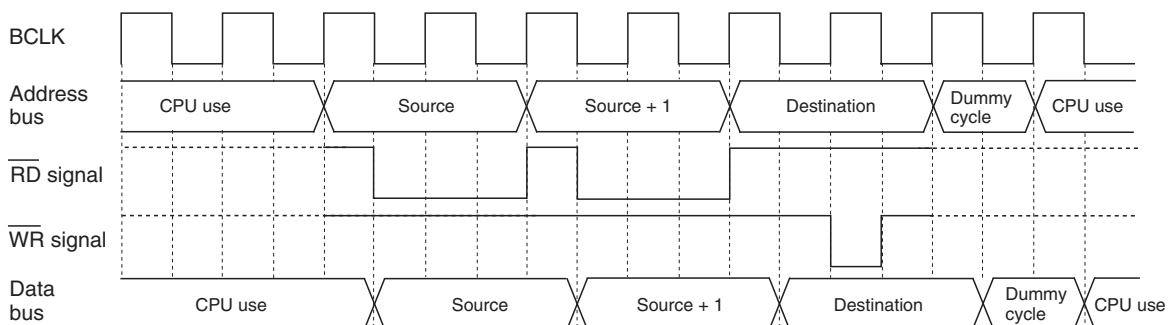 BCLK
Address
bus
CPU use
Source
Source + 1
Destination
Dummy
cycle
CPU use
RD signal
WR signal
Data
bus
CPU use
Source
Source + 1
Destination
Dummy
cycle
CPU use